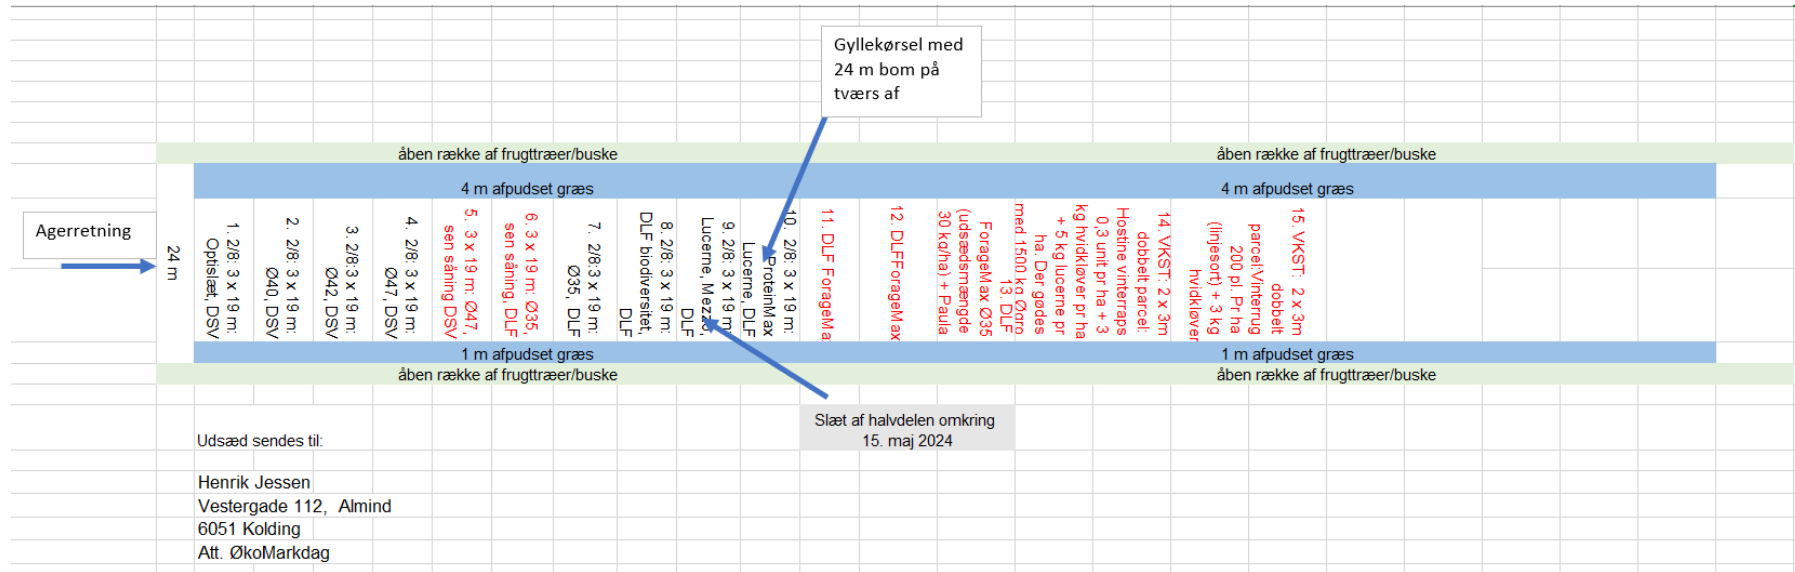 Gyllekørsel med
24 m bom på
tværs af
åben række af frugttræer/buske
åben række af frugttræer/buske
4 m afpudset græs
4 m afpudset græs
Agerretning
24 m
1. 2/8: 3 x 19 m:
Optislæt, DSV
2. 2/8: 3 x 19 m:
Ø40, DSV
3. 2/8:3 x 19 m:
Ø42, DSV
4. 2/8: 3 x 19 m:
Ø47, DSV
5. 3 x 19 m: Ø47,
sen såning DSV
6. 3 x 19 m: Ø35,
sen såning, DLF
7. 2/8:3 x 19 m:
Ø35, DLF
8. 2/8: 3 x 19 m:
DLF biodiversitet,
DLF
9. 2/8: 3 x 19 m:
Lucerne, Mezzo,
DLF
10. 2/8: 3 x 19 m:
ProteinMax
Lucerne, DLF
11. DLF ForageMa
12. DLFForageMax
13. DLF
ForageMax Ø35
(udsædsmængde
30 kg/ha) + Paula
14. VKST: 2 x 3m
dobbelt parcel:
Hostine vinterraps
0,3 unit pr ha + 3
kg hvidkløver pr ha
+ 5 kg lucerne pr
ha. Der gødes
med 1500 kg Øgro
15. VKST: 2 x 3m
dobbelt
parcel:Vinterrug
200 pl. Pr ha
(linjesort) + 3 kg
hvidkløver
1 m afpudset græs
1 m afpudset græs
åben række af frugttræer/buske
åben række af frugttræer/buske
Slæt af halvdelen omkring
15. maj 2024
Udsæd sendes til:
Henrik Jessen
Vestergade 112, Almind
6051 Kolding
Att. ØkoMarkdag